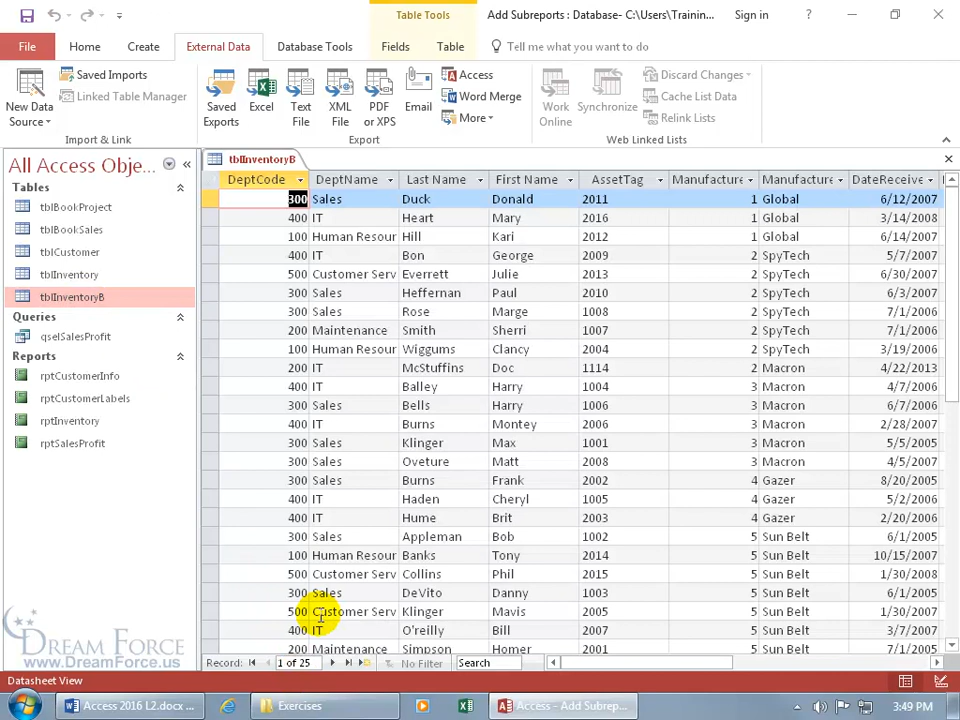 Table Tools
Add Subreports : Database- C:\Users\Trainin...
Sign in
?
File
Home
Create
External Data
Database Tools
Fields
Table
Tell me what you want to do
New Data Source
Saved Imports
Linked Table Manager
Saved Exports
Excel
Text File
XML File
PDF or XPS
Email
Access
Word Merge
More
Work Online
Synchronize
Discard Changes
Cache List Data
Relink Lists
Import & Link
Export
Web Linked Lists
All Access Obje...
Tables
tblBookProject
tblBookSales
tblCustomer
tblInventory
tblInventoryB
Queries
qselSalesProfit
Reports
rptCustomerInfo
rptCustomerLabels
rptInventory
rptSalesProfit
tblInventoryB
DeptCode DeptName Last Name First Name AssetTag Manufacture Manufacture DateReceive
300 Sales Duck Donald 2011 1 Global 6/12/2007
400 IT Heart Mary 2016 1 Global 3/14/2008
100 Human Resour Hill Kari 2012 1 Global 6/14/2007
400 IT Bon George 2009 2 SpyTech 5/7/2007
500 Customer Serv Everrett Julie 2013 2 SpyTech 6/30/2007
300 Sales Heffernan Paul 2010 2 SpyTech 6/3/2007
300 Sales Rose Marge 1008 2 SpyTech 7/1/2006
200 Maintenance Smith Sherri 1007 2 SpyTech 7/1/2006
100 Human Resour Wiggums Clancy 2004 2 SpyTech 3/19/2006
200 IT McStuffins Doc 1114 2 Macron 4/22/2013
400 IT Balley Harry 1004 3 Macron 4/7/2006
300 Sales Bells Harry 1006 3 Macron 6/7/2006
400 IT Burns Montey 2006 3 Macron 2/28/2007
300 Sales Klinger Max 1001 3 Macron 5/5/2005
300 Sales Oveture Matt 2008 3 Macron 4/5/2007
300 Sales Burns Frank 2002 4 Gazer 8/20/2005
400 IT Haden Cheryl 1005 4 Gazer 5/2/2006
400 IT Hume Brit 2003 4 Gazer 2/20/2006
300 Sales Appleman Bob 1002 5 Sun Belt 6/1/2005
100 Human Resour Banks Tony 2014 5 Sun Belt 10/15/2007
500 Customer Serv Collins Phil 2015 5 Sun Belt 1/30/2008
300 Sales DeVito Danny 1003 5 Sun Belt 6/1/2005
500 Customer Serv Klinger Mavis 2005 5 Sun Belt 1/30/2007
400 IT O'reilly Bill 2007 5 Sun Belt 3/7/2007
200 Maintenance Simpson Homer 2001 5 Sun Belt 7/1/2005
DREAM FORCE
www.DreamForce.us
Record: 1 of 25 No Filter Search
Datasheet View
Access 2016 L2.docx ...
Exercises
Access - Add Subrep...
3:49 PM